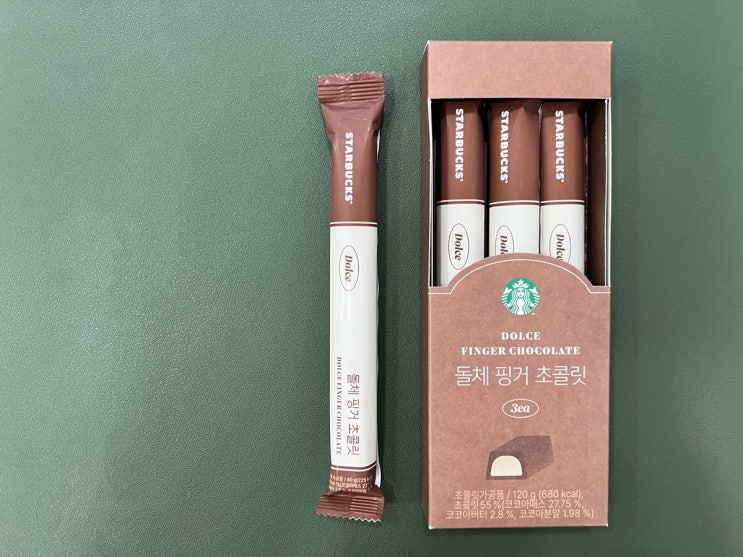 STARBUCKS
Dolce
DOLCE FINGER CHOCOLATE
돌체 핑거 초콜릿
STARBUCKS
Dolce
STARBUCKS
Dolce
STARBUCKS
Dolce
DOLCE
FINGER CHOCOLATE
돌체 핑거 초콜릿
3ea
초콜릿가공품 / 120 g (680 kcal),
초콜릿 55 %(코코아매스 27.75 %,
코코아버터 2.8 %, 코코아분말 1.98 %)